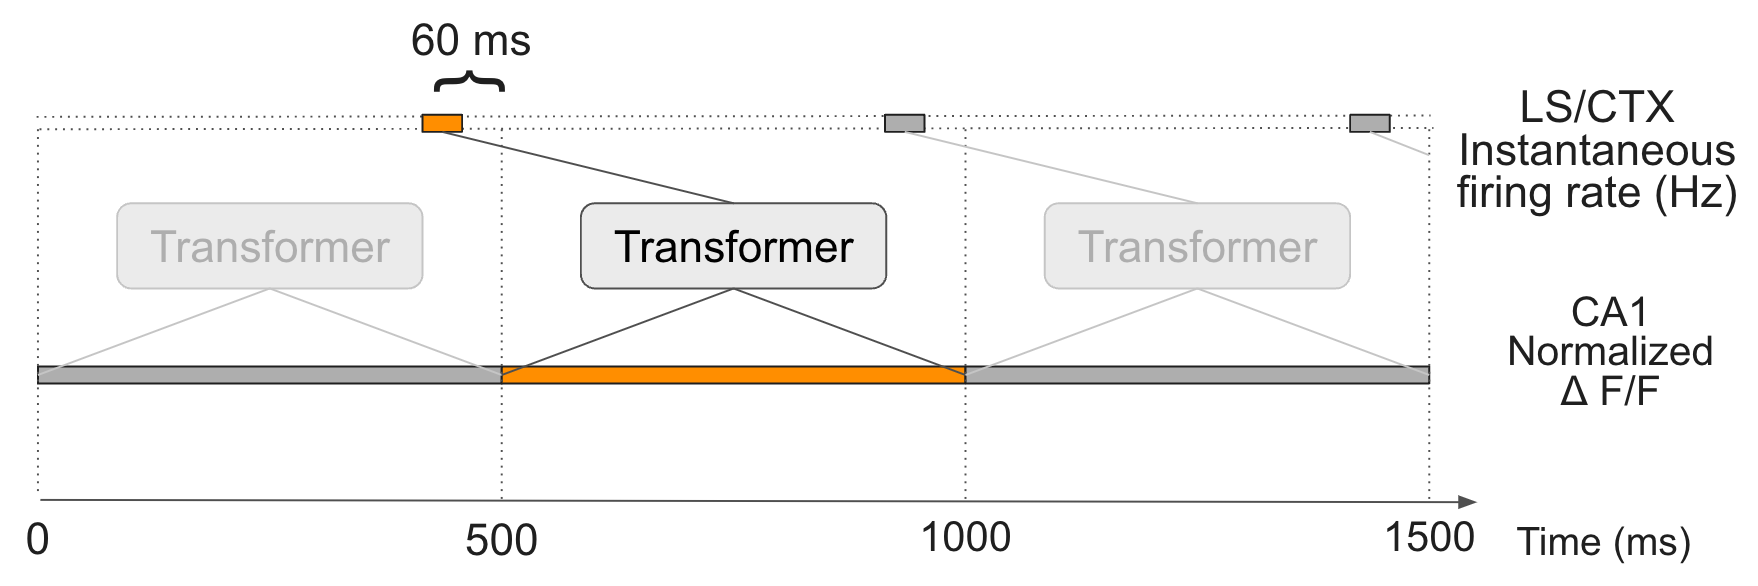 60 ms
LS/CTX
Instantaneous
firing rate (Hz)
Transformer
Transformer
Transformer
CA1
Normalized
Δ F/F
0
500
1000
1500
Time (ms)